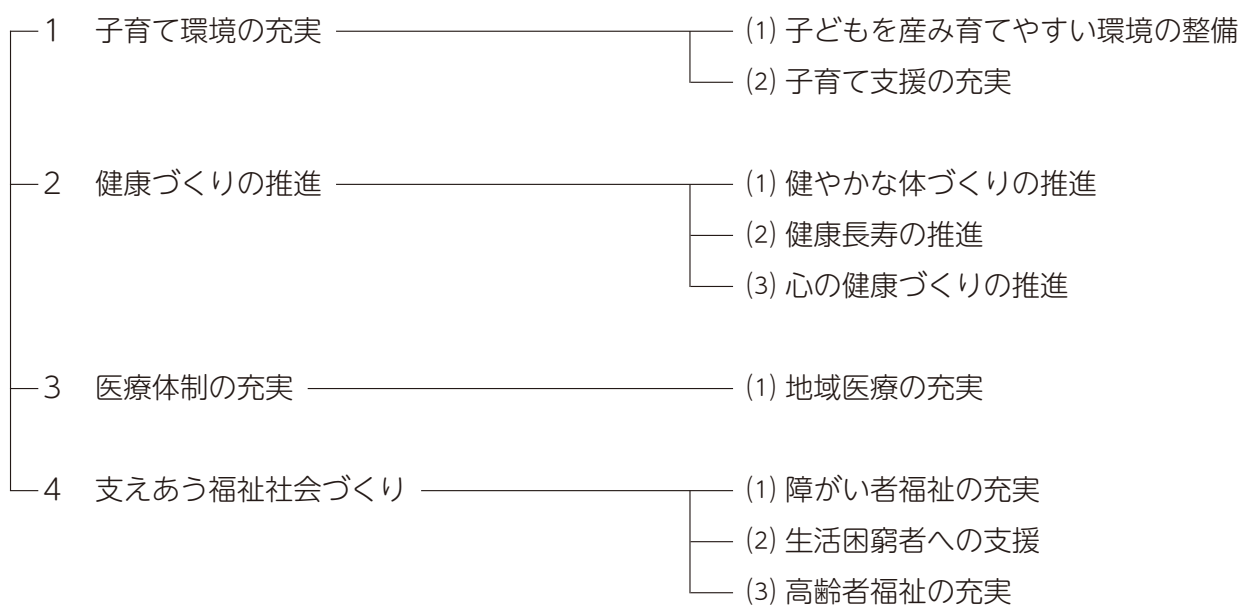 1 子育て環境の充実 (1) 子どもを産み育てやすい環境の整備
(2) 子育て支援の充実
2 健康づくりの推進 (1) 健やかな体づくりの推進
(2) 健康長寿の推進
(3) 心の健康づくりの推進
3 医療体制の充実 (1) 地域医療の充実
4 支えあう福祉社会づくり (1) 障がい者福祉の充実
(2) 生活困窮者への支援
(3) 高齢者福祉の充実